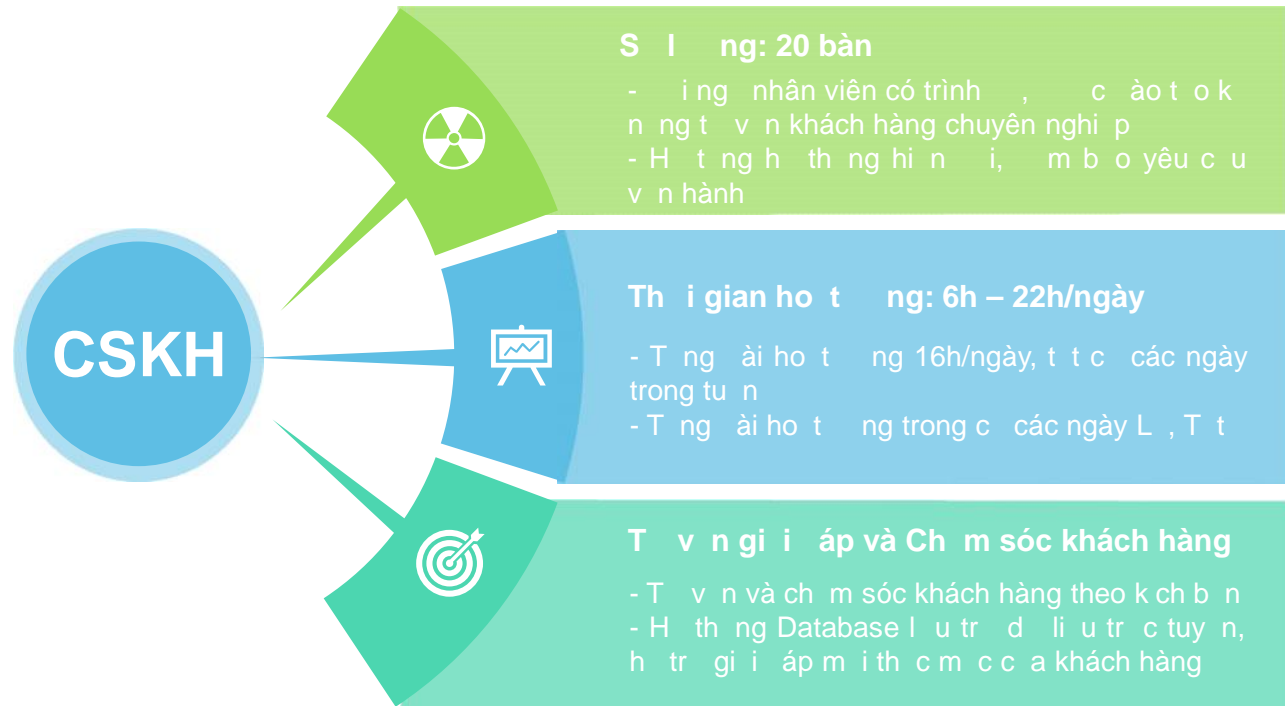 CSKH
S l ng: 20 bàn
- i ng nhân viên có trình , c ào t o k
n ng t v n khách hàng chuyên nghi p
- H t ng h th ng hi n i, m b o yêu c u
v n hành
Th i gian ho t ng: 6h – 22h/ngày
- T ng ài ho t ng 16h/ngày, t t c các ngày
trong tu n
- T ng ài ho t ng trong c các ngày L , T t
T v n gi i áp và Ch m sóc khách hàng
- T v n và ch m sóc khách hàng theo k ch b n
- H th ng Database l u tr d li u tr c tuy n,
h tr gi i áp m i th c m c c a khách hàng